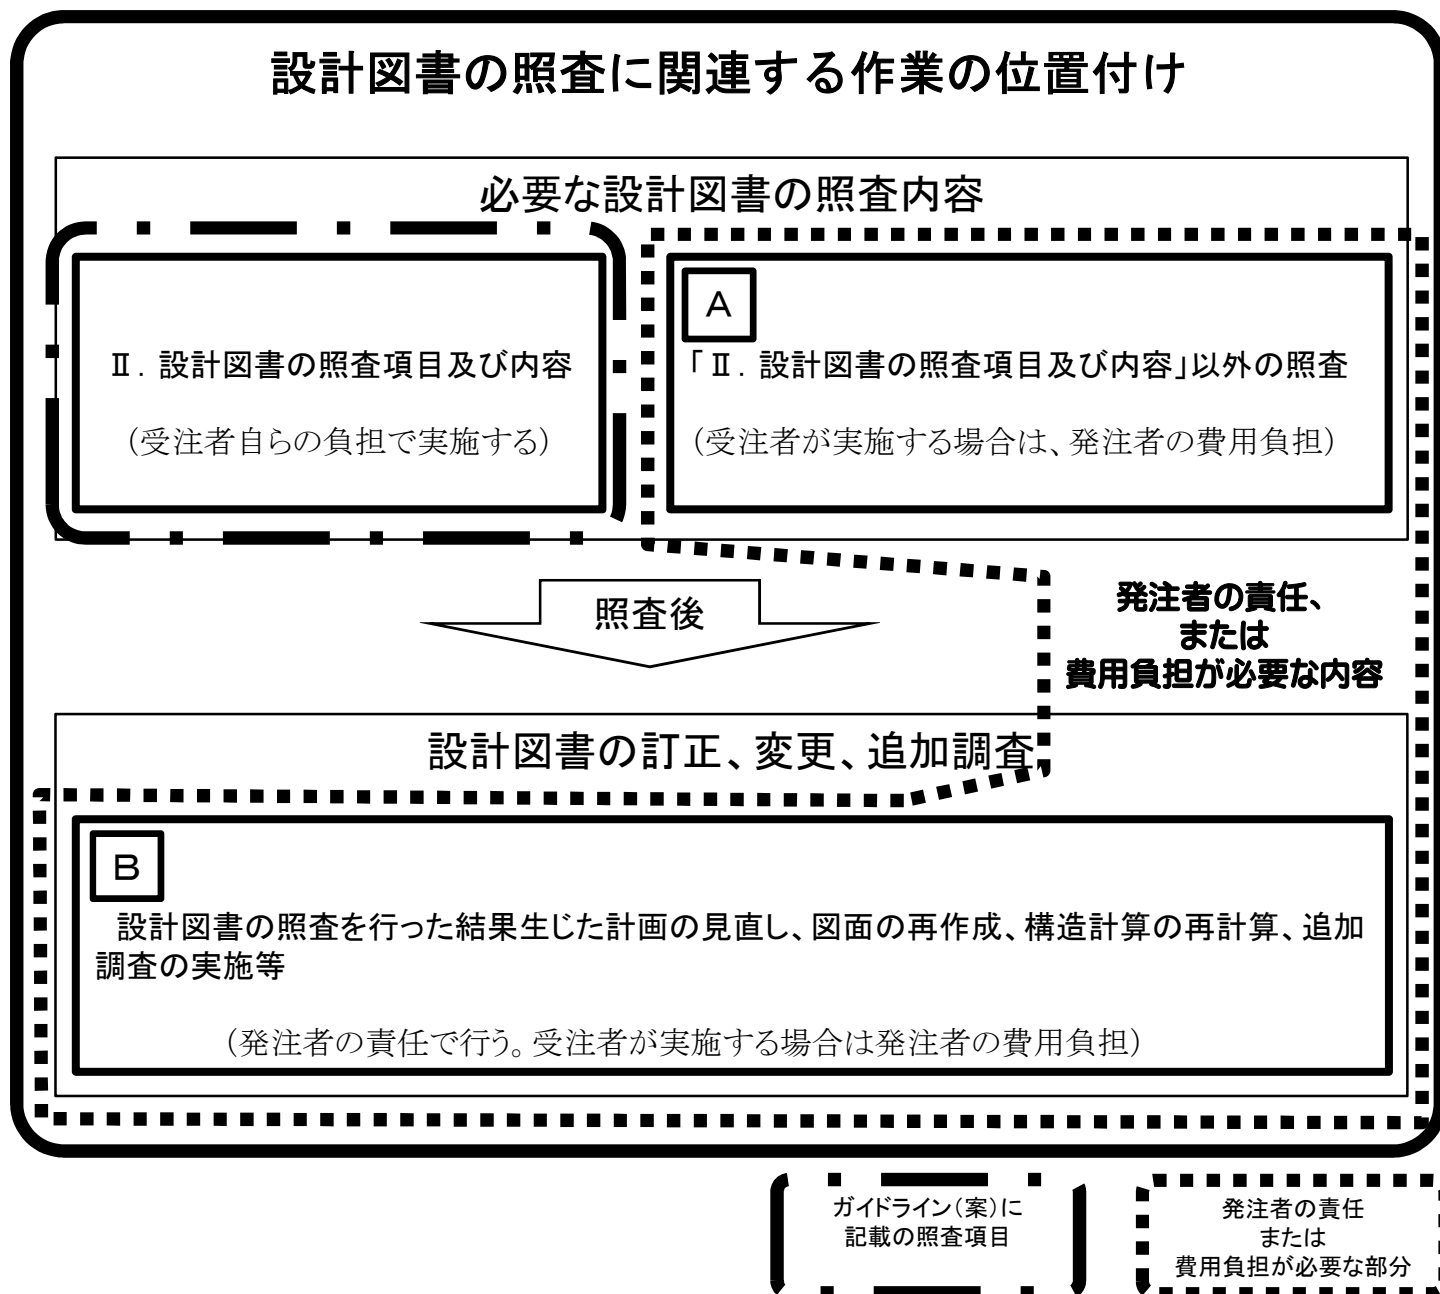 設計図書の照査に関連する作業の位置付け
必要な設計図書の照査内容
Ⅱ．設計図書の照査項目及び内容
（受注者自らの負担で実施する）
A
「Ⅱ．設計図書の照査項目及び内容」以外の照査
（受注者が実施する場合は、発注者の費用負担）
照査後
発注者の責任、
または
費用負担が必要な内容
設計図書の訂正、変更、追加調査
B
設計図書の照査を行った結果生じた計画の見直し、図面の再作成、構造計算の再計算、追加
調査の実施等
（発注者の責任で行う。受注者が実施する場合は発注者の費用負担）
ガイドライン（案）に
記載の照査項目
発注者の責任
または
費用負担が必要な部分